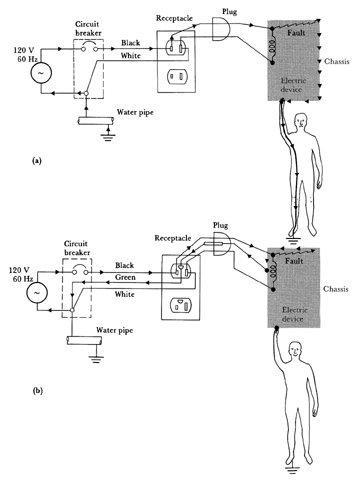 Circuit
breaker
Receptacle
Plug
120 V
60 Hz
Black
White
Fault
Chassis
Electric
device
Water pipe
(a)
Circuit
breaker
Receptacle
Plug
120 V
60 Hz
Black
Green
White
Fault
Chassis
Electric
device
Water pipe
(b)